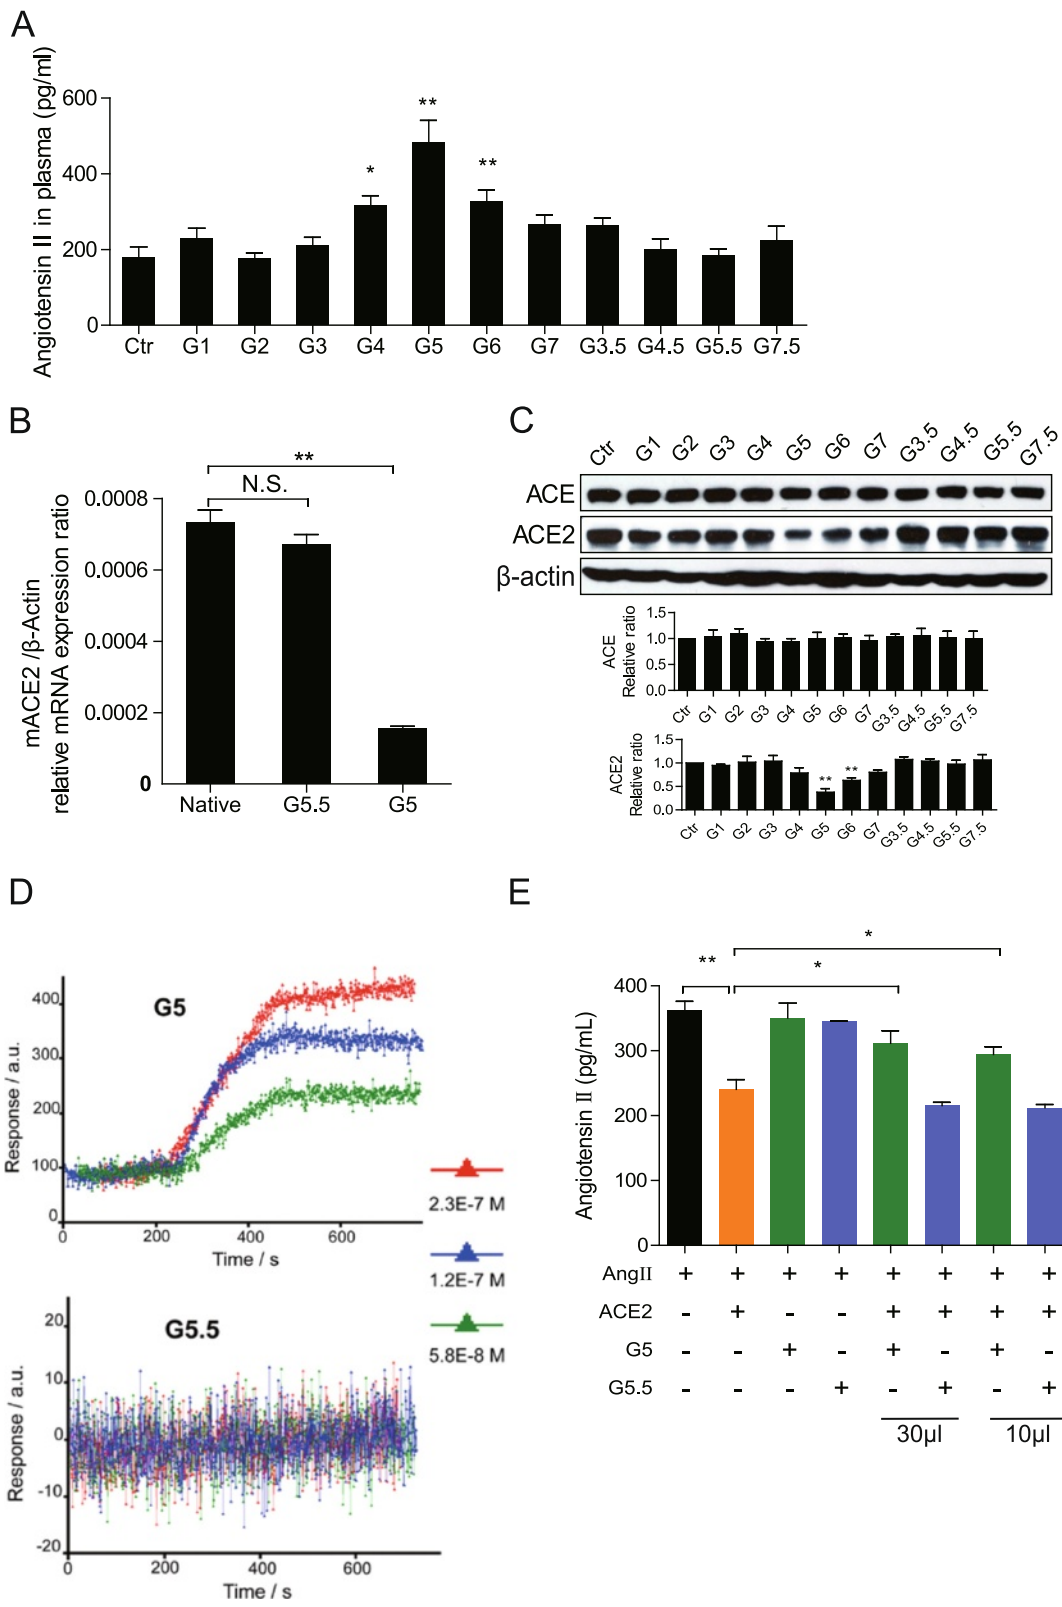 A
Angiotensin II in plasma (pg/ml)
600
400
200
0
*
**
**
Ctr G1 G2 G3 G4 G5 G6 G7 G3.5 G4.5 G5.5 G7.5
B
mACE2 /β-Actin
relative mRNA expression ratio
**
N.S.
0.0008
0.0006
0.0004
0.0002
0
Native G5.5 G5
C
Ctr G1 G2 G3 G4 G5 G6 G7 G3.5 G4.5 G5.5 G7.5
ACE
ACE2
β-actin
ACE
Relative ratio
1.5
1.0
0.5
0.0
Ctr G1 G2 G3 G4 G5 G6 G7 G3.5 G4.5 G5.5 G7.5
ACE2
Relative ratio
1.5
1.0
0.5
0.0
** **
Ctr G1 G2 G3 G4 G5 G6 G7 G3.5 G4.5 G5.5 G7.5
D
G5
Response / a.u.
400
300
200
100
0
0 200 400 600
Time / s
2.3E-7 M
1.2E-7 M
5.8E-8 M
G5.5
Response / a.u.
20
10
0
-10
-20
0 200 400 600
Time / s
E
Angiotensin II (pg/mL)
*
** *
400
300
200
100
0
AngII + + + + + + + +
ACE2 - + - - + + + +
G5 - - + - + - + -
G5.5 - - - + - + - +
30µl 10µl